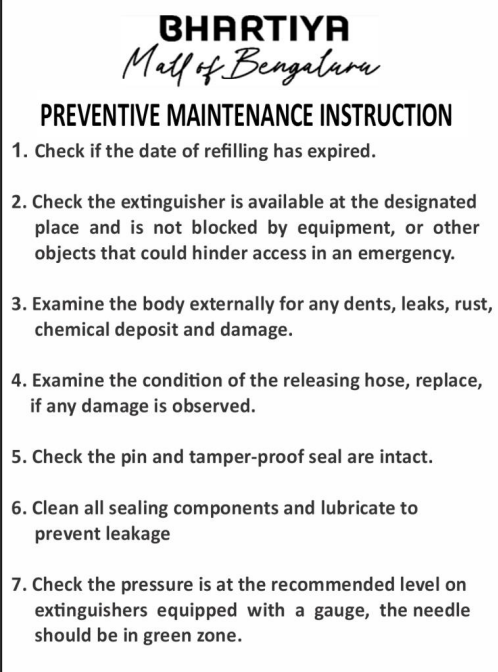 BHARTIYA
Mall of Bengaluru
PREVENTIVE MAINTENANCE INSTRUCTION
1. Check if the date of refilling has expired.
2. Check the extinguisher is available at the designated
place and is not blocked by equipment, or other
objects that could hinder access in an emergency.
3. Examine the body externally for any dents, leaks, rust,
chemical deposit and damage.
4. Examine the condition of the releasing hose, replace,
if any damage is observed.
5. Check the pin and tamper-proof seal are intact.
6. Clean all sealing components and lubricate to
prevent leakage
7. Check the pressure is at the recommended level on
extinguishers equipped with a gauge, the needle
should be in green zone.